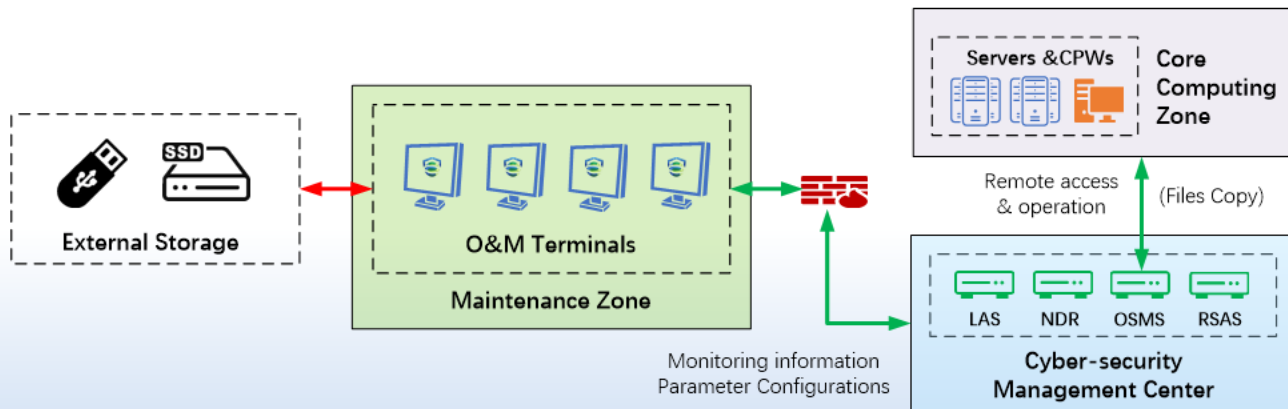 SSD
External Storage
O&M Terminals
Maintenance Zone
Servers &CPWs
Core
Computing
Zone
Remote access
& operation
(Files Copy)
LAS NDR OSMS RSAS
Cyber-security
Management Center
Monitoring information
Parameter Configurations